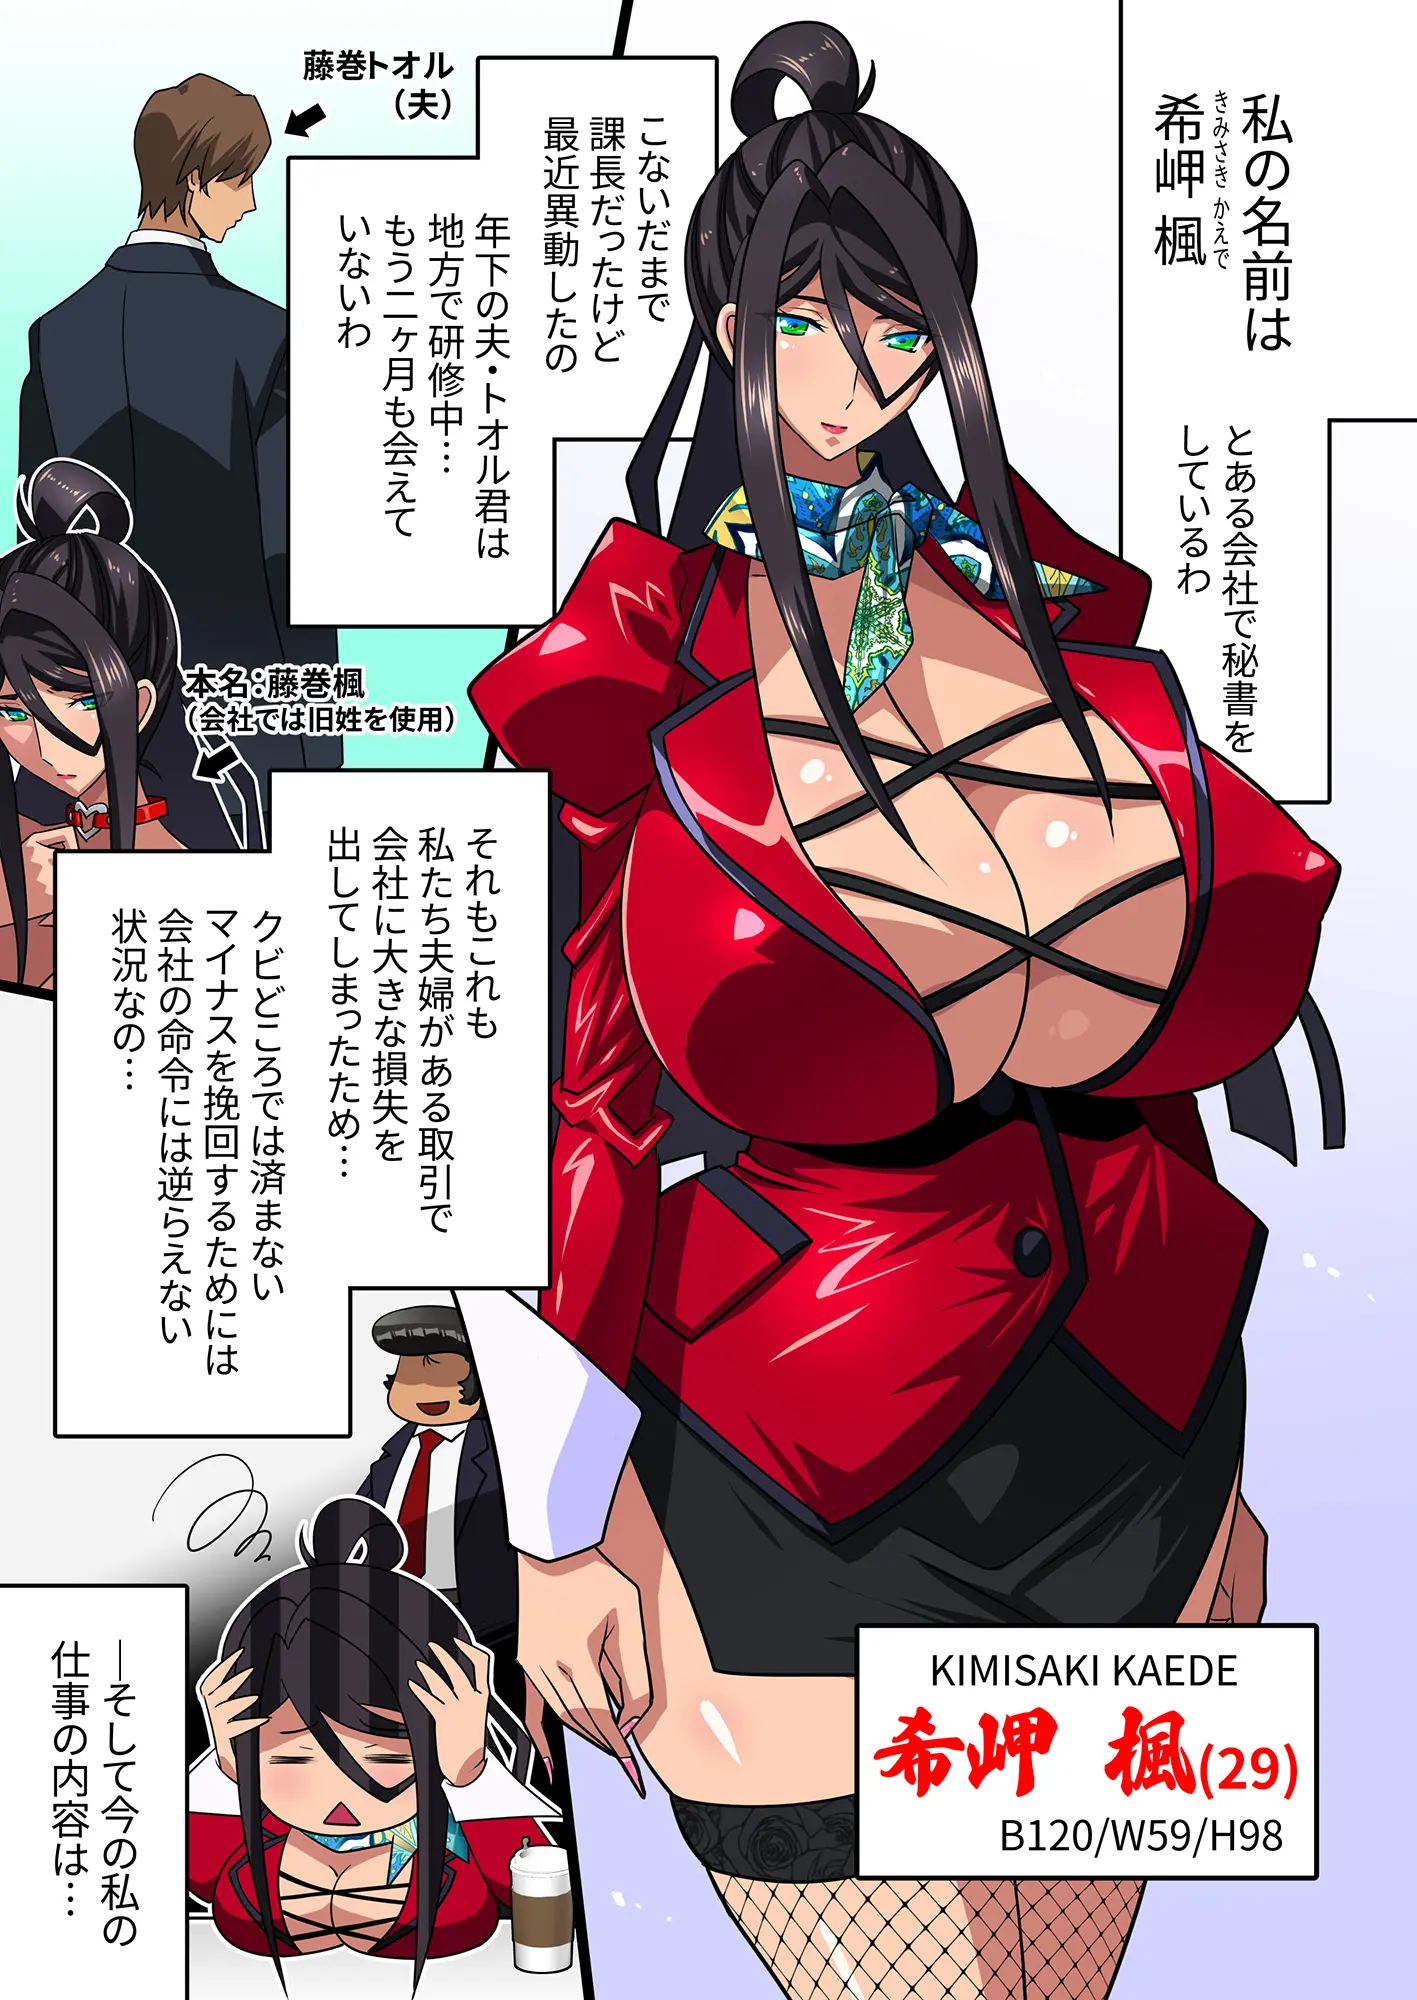 私の名前は
希岬 楓
きみさき かえで
とある会社で秘書を
しているわ
こないだまで
課長だったけど
最近異動したの
藤巻トオル
(夫)
年下の夫・トオル君は
地方で研修中…
もう二ヶ月も会えて
いないわ
本名:藤巻楓
(会社では旧姓を使用)
それもこれも
私たち夫婦がある取引で
会社に大きな損失を
出してしまったため…
クビどころでは済まない
マイナスを挽回するためには
会社の命令には逆らえない
状況なの…
―そして今の私の
仕事の内容は…
KIMISAKI KAEDE
希岬 楓(29)
B120/W59/H98